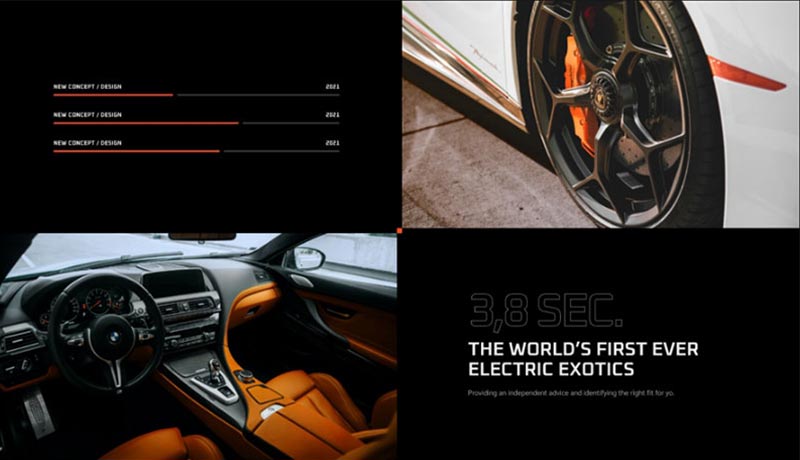 NEW CONCEPT / DESIGN 2021
NEW CONCEPT / DESIGN 2021
NEW CONCEPT / DESIGN 2021
3,8 SEC.
THE WORLD'S FIRST EVER
ELECTRIC EXOTICS
Providing an independent advice and identifying the right fit for yo.